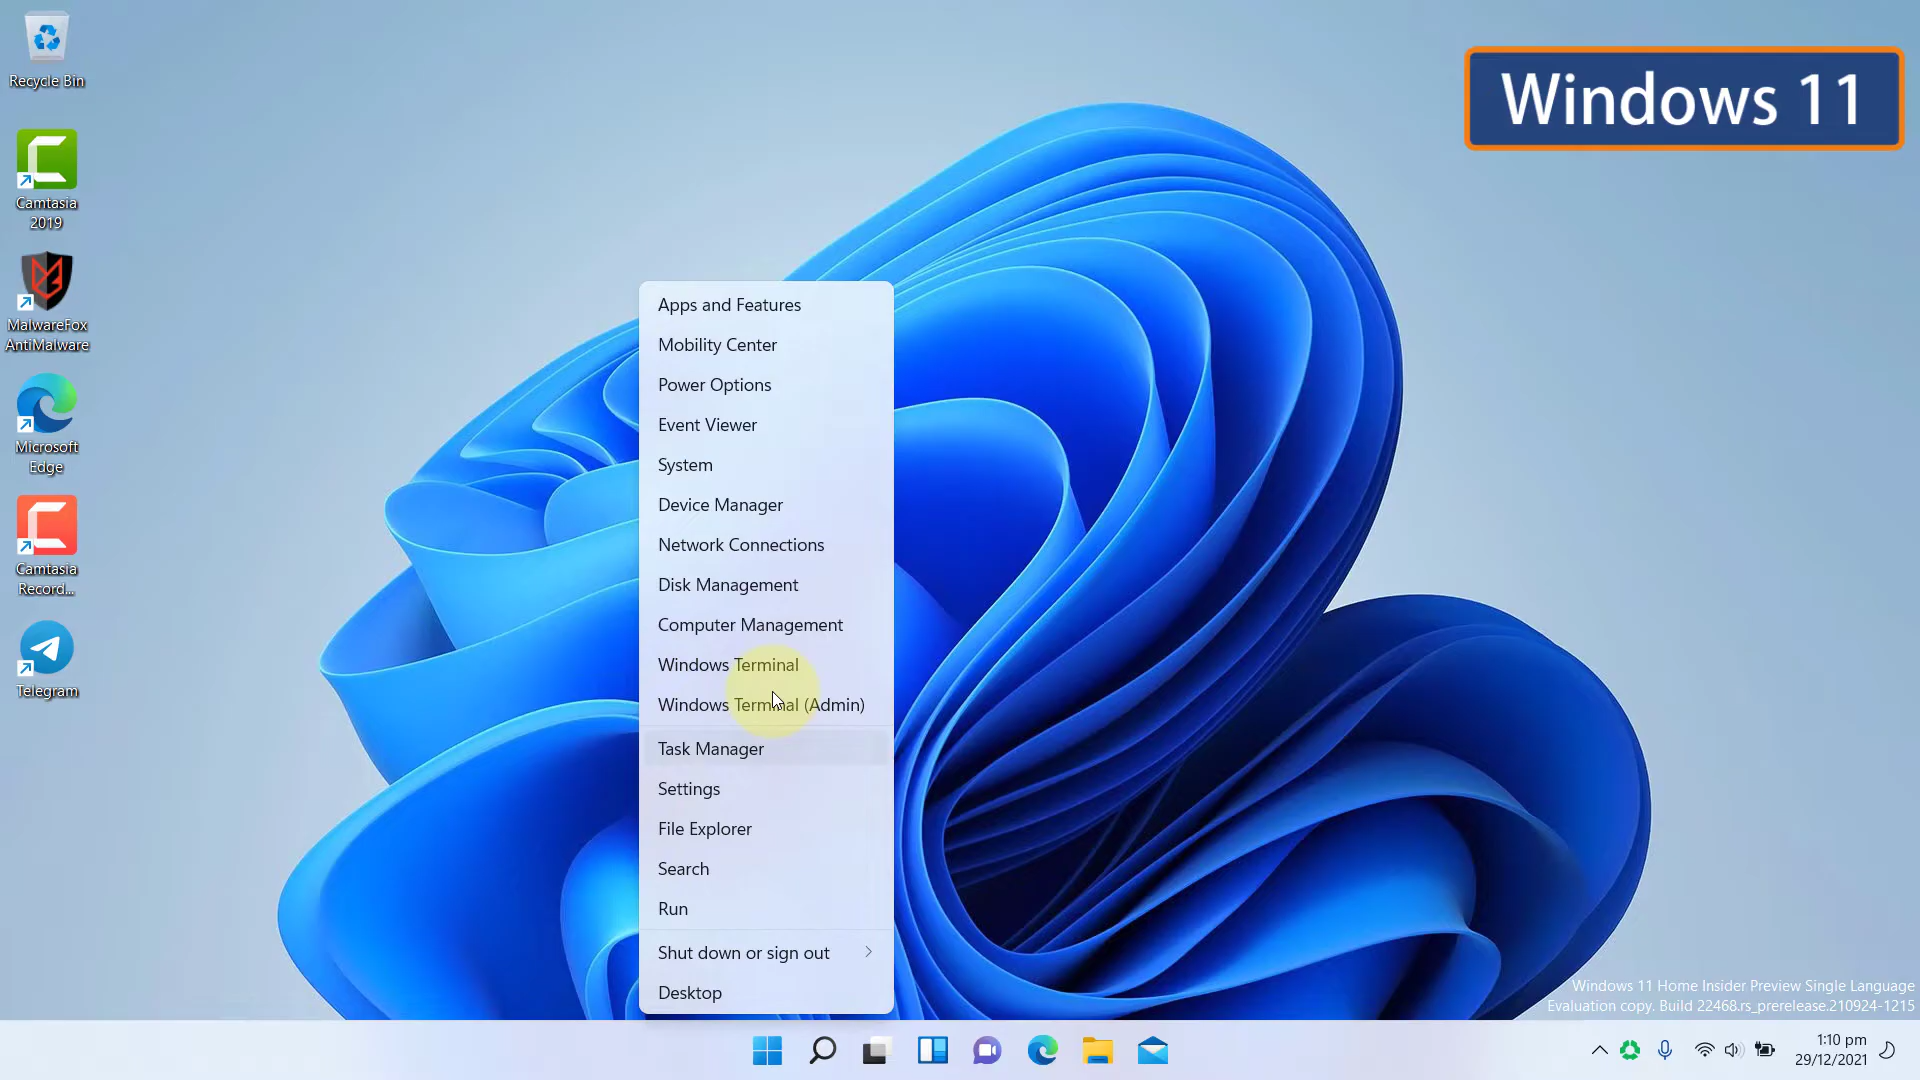 Recycle Bin
Camtasia
2019
MalwareFox
AntiMalware
Microsoft
Edge
Camtasia
Record...
Telegram
Windows 11
Apps and Features
Mobility Center
Power Options
Event Viewer
System
Device Manager
Network Connections
Disk Management
Computer Management
Windows Terminal
Windows Terminal (Admin)
Task Manager
Settings
File Explorer
Search
Run
Shut down or sign out
Desktop
Windows 11 Home Insider Preview Single Language
Evaluation copy. Build 22468.rs_prerelease.210924-1215
1:10 pm
29/12/2021